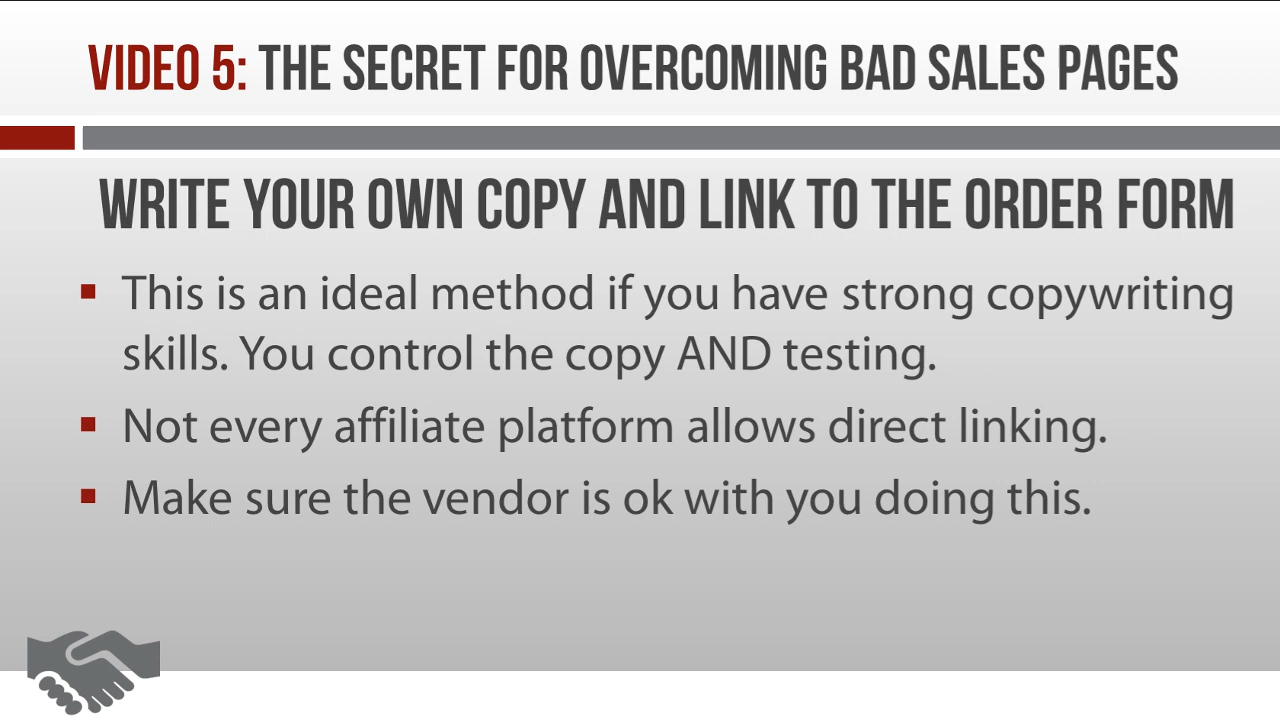 VIDEO 5: THE SECRET FOR OVERCOMING BAD SALES PAGES
WRITE YOUR OWN COPY AND LINK TO THE ORDER FORM
This is an ideal method if you have strong copywriting
skills. You control the copy AND testing.
Not every affiliate platform allows direct linking.
Make sure the vendor is ok with you doing this.